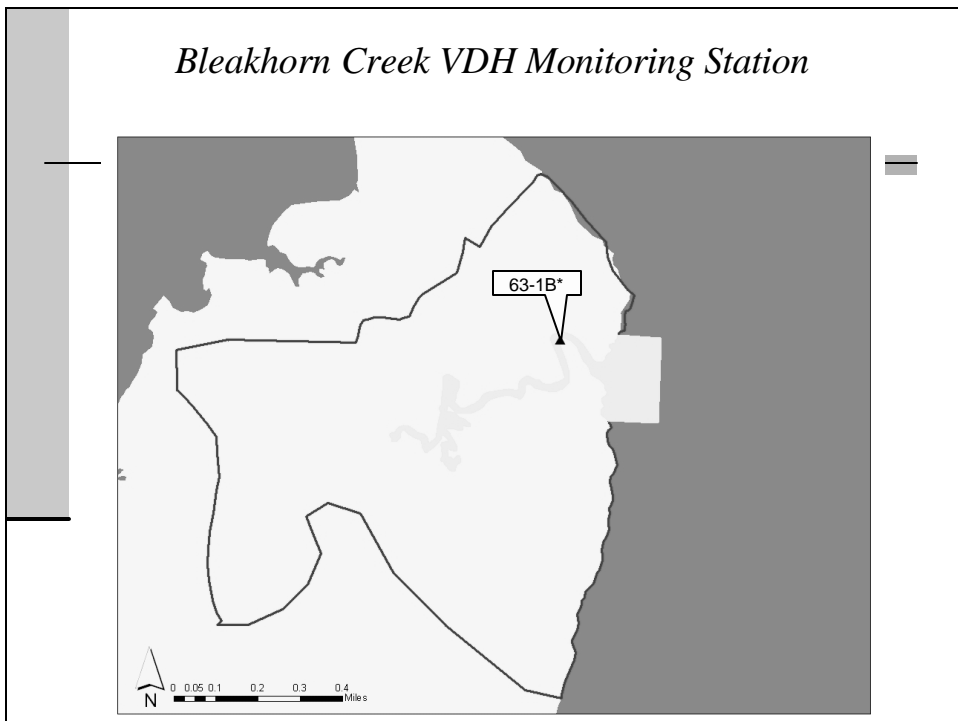 Bleakhorn Creek VDH Monitoring Station
63-1B*
0 0.05 0.1 0.2 0.3 0.4
Miles
N